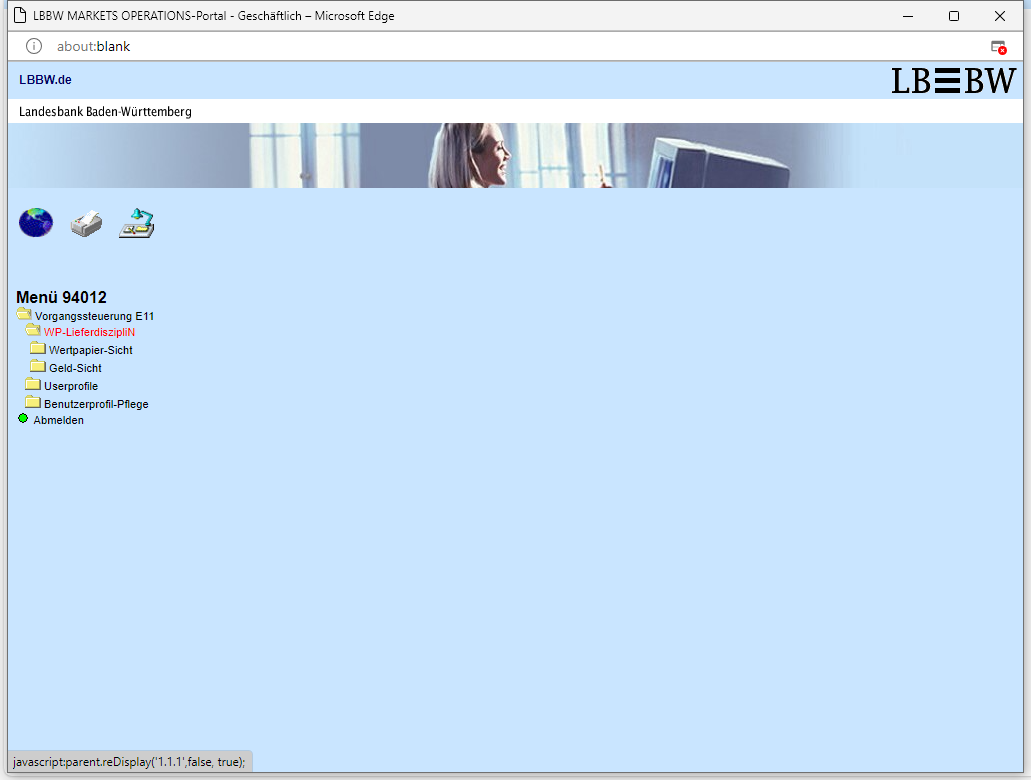 LBBW MARKETS OPERATIONS-Portal - Geschäftlich – Microsoft Edge
about:blank
LBBW.de
LB≡BW
Landesbank Baden-Württemberg
Menü 94012
Vorgangssteuerung E11
WP-LieferdiszipliN
Wertpapier-Sicht
Geld-Sicht
Userprofile
Benutzerprofil-Pflege
Abmelden
javascript:parent.reDisplay('1.1.1',false, true);